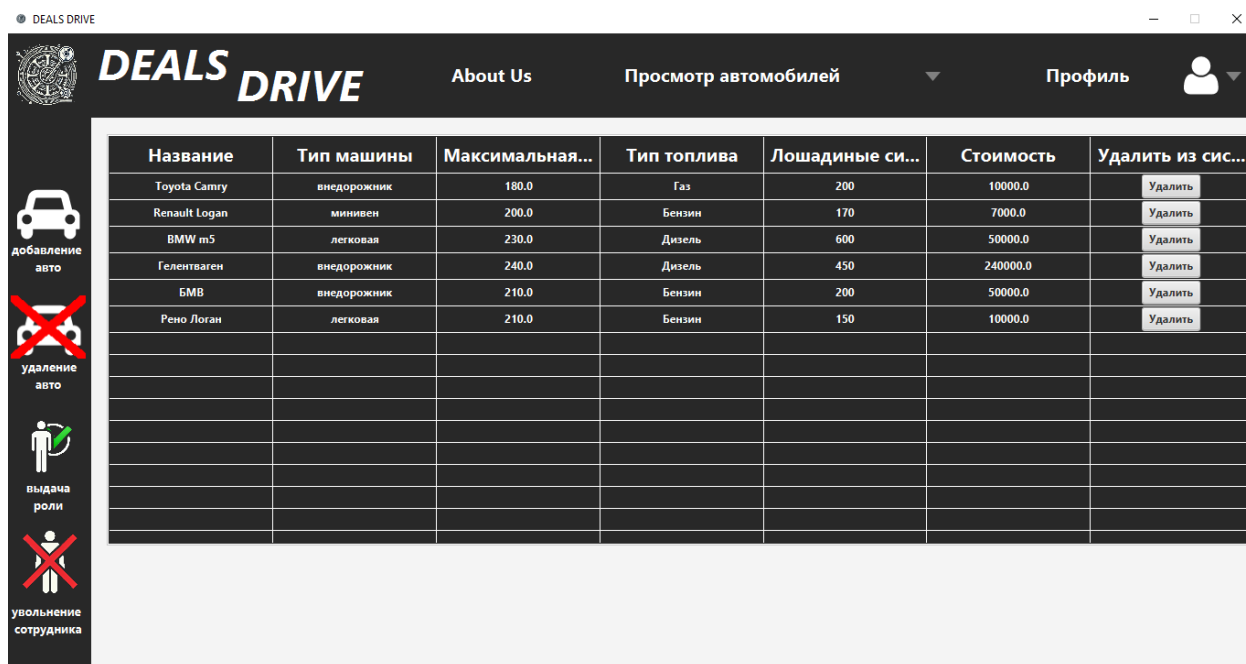 DEALS DRIVE
DEALS
DRIVE
About Us
Просмотр автомобилей
Профиль
Название Тип машины Максимальная... Тип топлива Лошадиные си... Стоимость Удалить из сис...
Toyota Camry внедорожник 180.0 Газ 200 10000.0 Удалить
Renault Logan минивен 200.0 Бензин 170 7000.0 Удалить
BMW m5 легковая 230.0 Дизель 600 50000.0 Удалить
Гелентваген внедорожник 240.0 Дизель 450 240000.0 Удалить
БМВ внедорожник 210.0 Бензин 200 50000.0 Удалить
Рено Логан легковая 210.0 Бензин 150 10000.0 Удалить
добавление
авто
удаление
авто
выдача
роли
увольнение
сотрудника